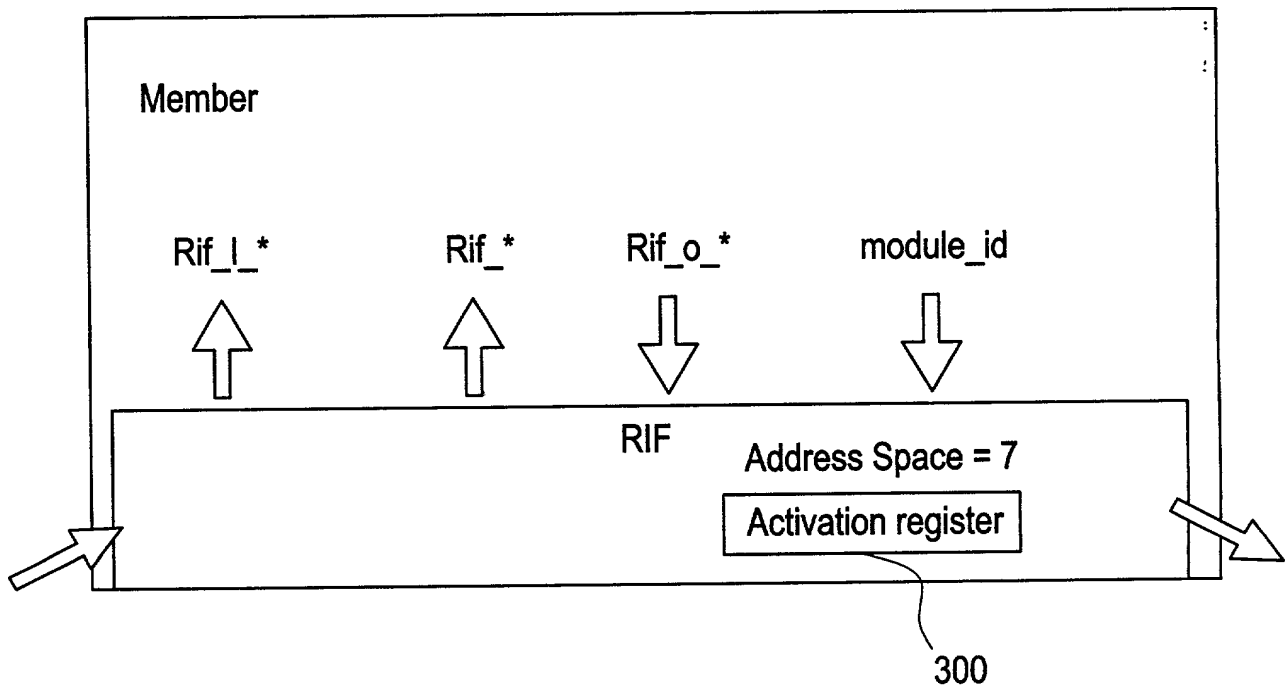 Member
Rif_I_*
Rif_*
Rif_o_*
module_id
RIF
Address Space = 7
Activation register
300